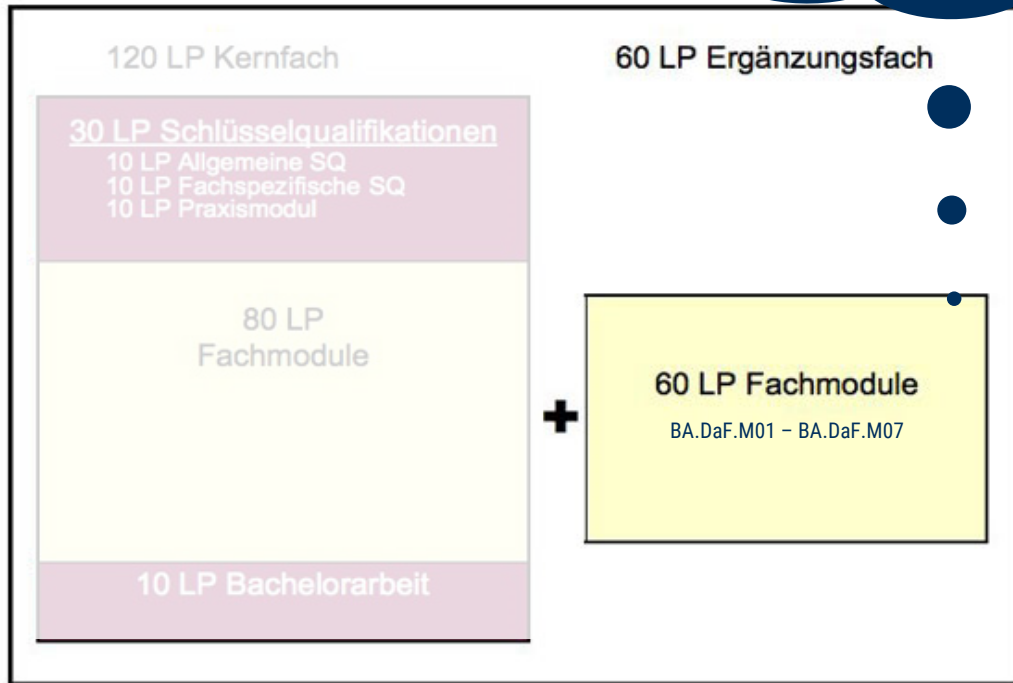 120 LP Kernfach
60 LP Ergänzungsfach
30 LP Schlüsselqualifikationen
10 LP Allgemeine SQ
10 LP Fachspezifische SQ
10 LP Praxismodul
80 LP
Fachmodule
10 LP Bachelorarbeit
+
60 LP Fachmodule
BA.DaF.M01 – BA.DaF.M07